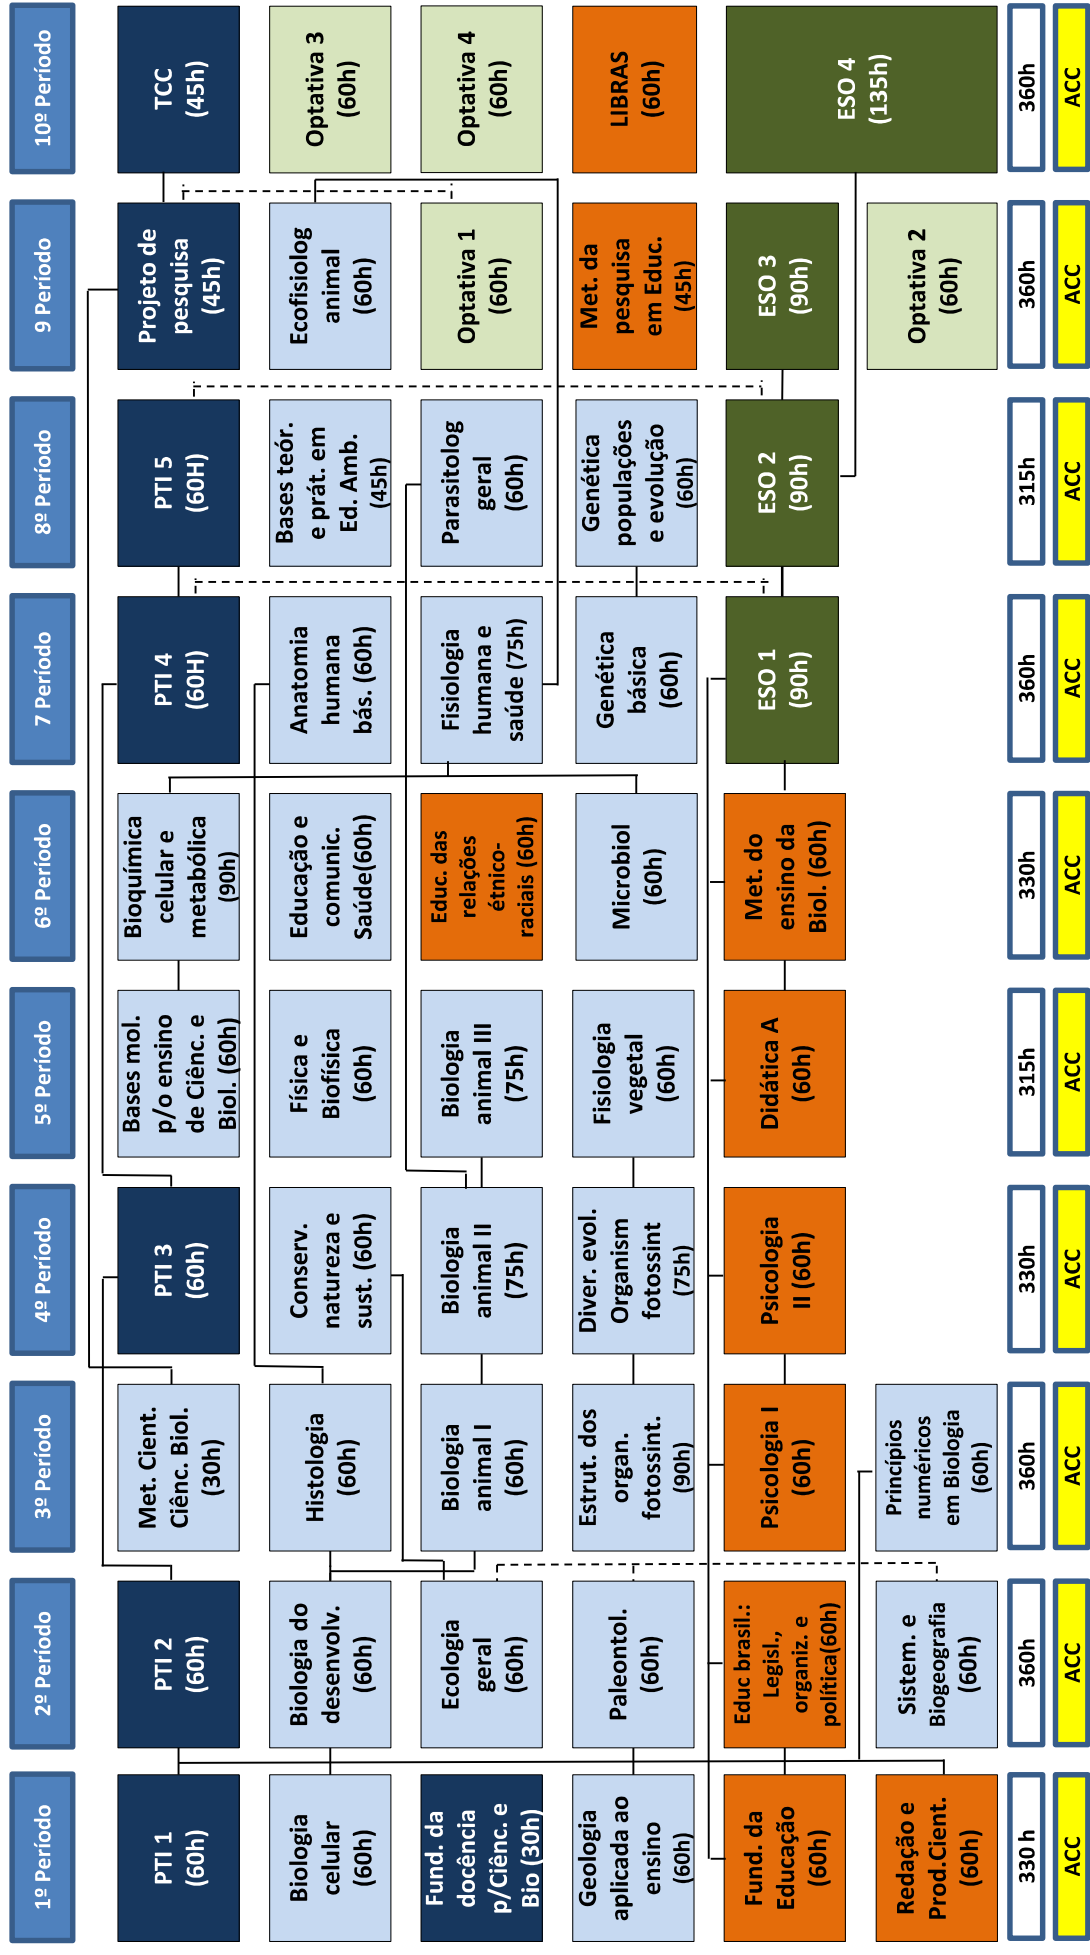 1º Período
2º Período
3º Período
4º Período
5º Período
6º Período
7 Período
8º Período
9 Período
10º Período
PTI 1
(60h)
PTI 2
(60h)
Met. Cient.
Ciênc. Biol.
(30h)
PTI 3
(60h)
Bases mol.
p/o ensino
de Ciênc. e
Biol. (60h)
Bioquímica
celular e
metabólica
(90h)
PTI 4
(60H)
PTI 5
(60H)
Projeto de
pesquisa
(45h)
TCC
(45h)
Biologia
celular
(60h)
Biologia do
desenvolv.
(60h)
Histologia
(60h)
Conserv.
natureza e
sust. (60h)
Física e
Biofísica
(60h)
Educação e
comunic.
Saúde(60h)
Anatomia
humana
bás. (60h)
Bases teór.
e prát. em
Ed. Amb.
(45h)
Ecofisiolog
animal
(60h)
Optativa 3
(60h)
Fund. da
docência
p/Ciênc. e
Bio (30h)
Ecologia
geral
(60h)
Biologia
animal I
(60h)
Biologia
animal II
(75h)
Biologia
animal III
(75h)
Educ. das
relações
étnico-
raciais (60h)
Fisiologia
humana e
saúde (75h)
Parasitolog
geral
(60h)
Optativa 1
(60h)
Optativa 4
(60h)
Geologia
aplicada ao
ensino
(60h)
Paleontol.
(60h)
Estrut. dos
organ.
fotossint.
(90h)
Diver. evol.
Organism
fotossint
(75h)
Fisiologia
vegetal
(60h)
Microbiol
(60h)
Genética
básica
(60h)
Genética
populações
e evolução
(60h)
Met. da
pesquisa
em Educ.
(45h)
LIBRAS
(60h)
Fund. da
Educação
(60h)
Educ brasil.:
Legisl.,
organiz. e
política(60h)
Psicologia I
(60h)
Psicologia
II (60h)
Didática A
(60h)
Met. do
ensino da
Biol. (60h)
ESO 1
(90h)
ESO 2
(90h)
ESO 3
(90h)
ESO 4
(135h)
Redação e
Prod.Cient.
(60h)
Sistem. e
Biogeografia
(60h)
Princípios
numéricos
em Biologia
(60h)
Optativa 2
(60h)
330 h
360h
360h
330h
315h
330h
360h
315h
360h
360h
ACC
ACC
ACC
ACC
ACC
ACC
ACC
ACC
ACC
ACC